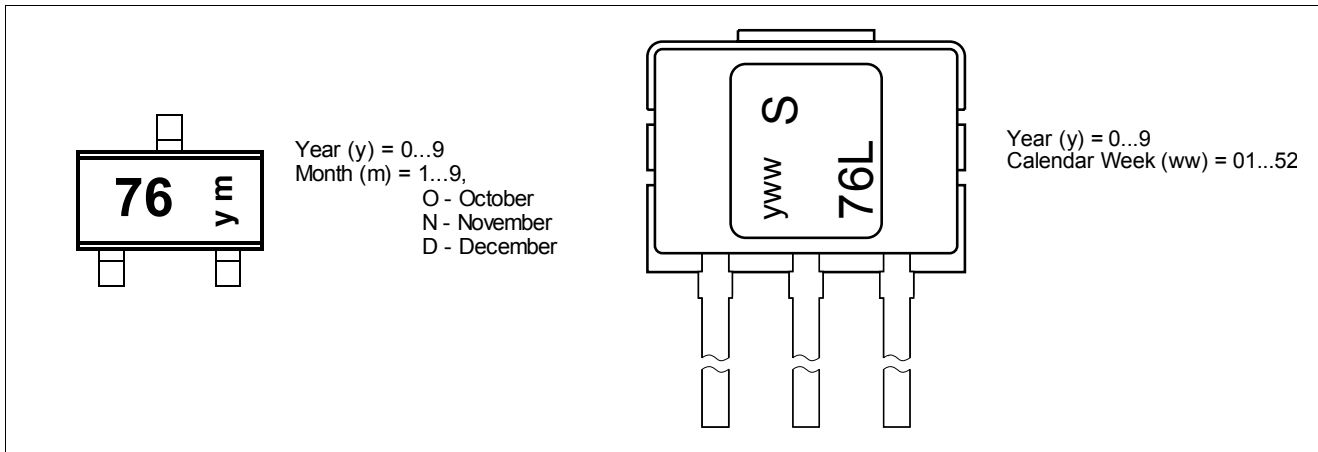 76
y m
Year (y) = 0...9
Month (m) = 1...9,
O - October
N - November
D - December
yww S
76L
Year (y) = 0...9
Calendar Week (ww) = 01...52